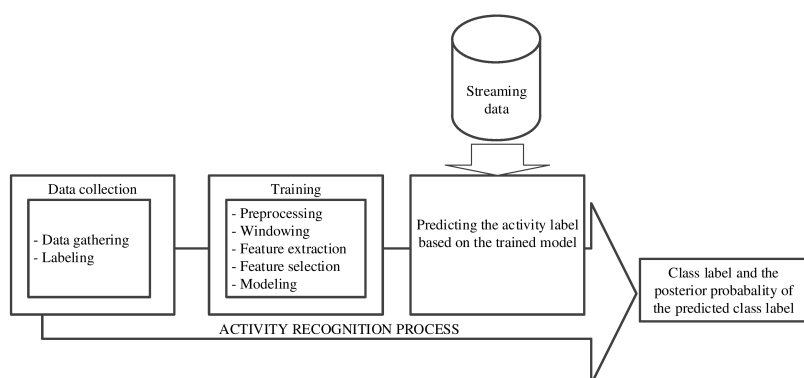 Streaming
data
Data collection
- Data gathering
- Labeling
Training
- Preprocessing
- Windowing
- Feature extraction
- Feature selection
- Modeling
Predicting the activity label
based on the trained model
Class label and the
posterior probabality of
the predicted class label
ACTIVITY RECOGNITION PROCESS